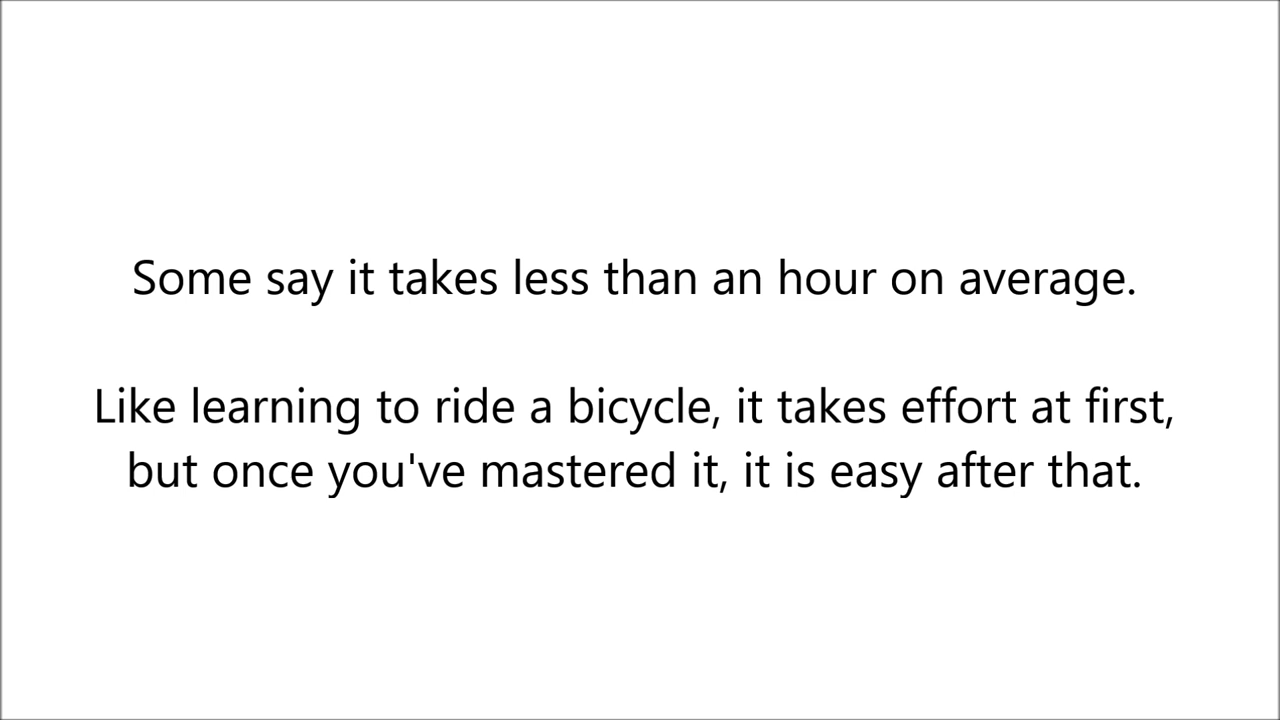 Some say it takes less than an hour on average.
Like learning to ride a bicycle, it takes effort at first,
but once you've mastered it, it is easy after that.